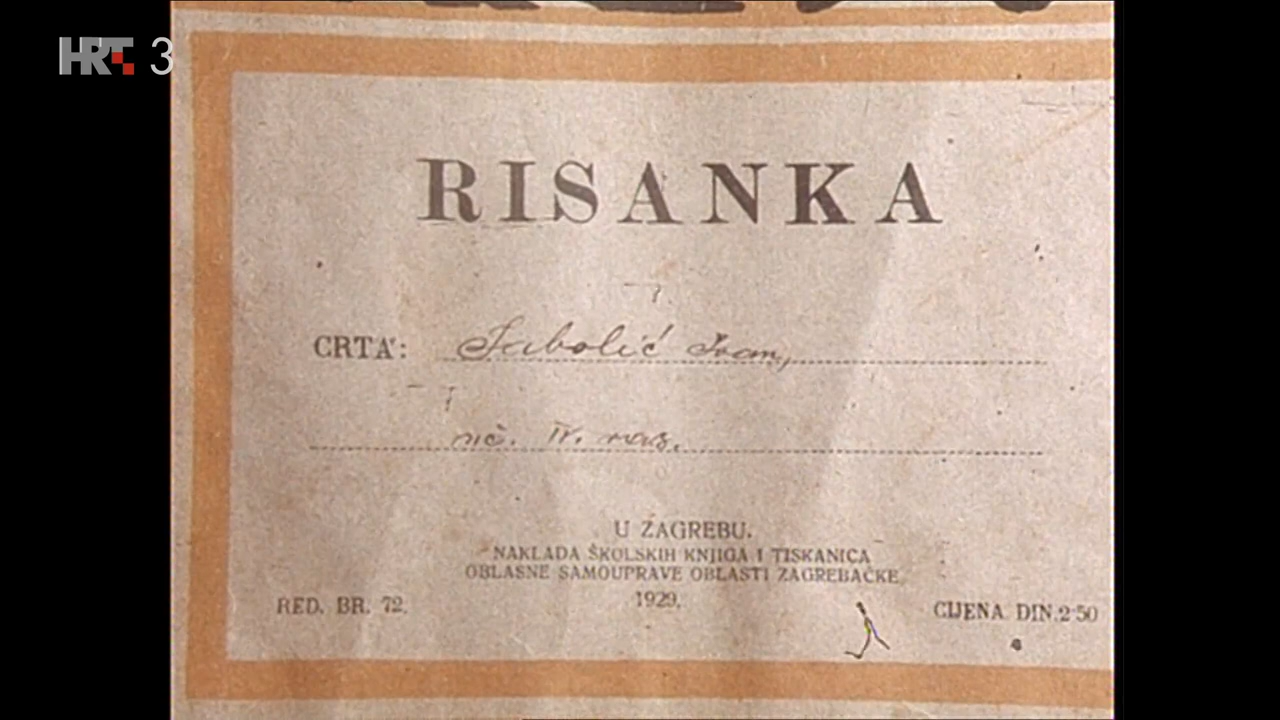 HRT 3
RISANKA
CRTA: Sabolić Ivan,
uč. IV. raz.
U ZAGREBU.
NAKLADA ŠKOLSKIH KNJIGA I TISKANICA
OBLASNE SAMOUPRAVE OBLASTI ZAGREBAČKE
1929.
RED. BR. 72.
CIJENA DIN. 2·50